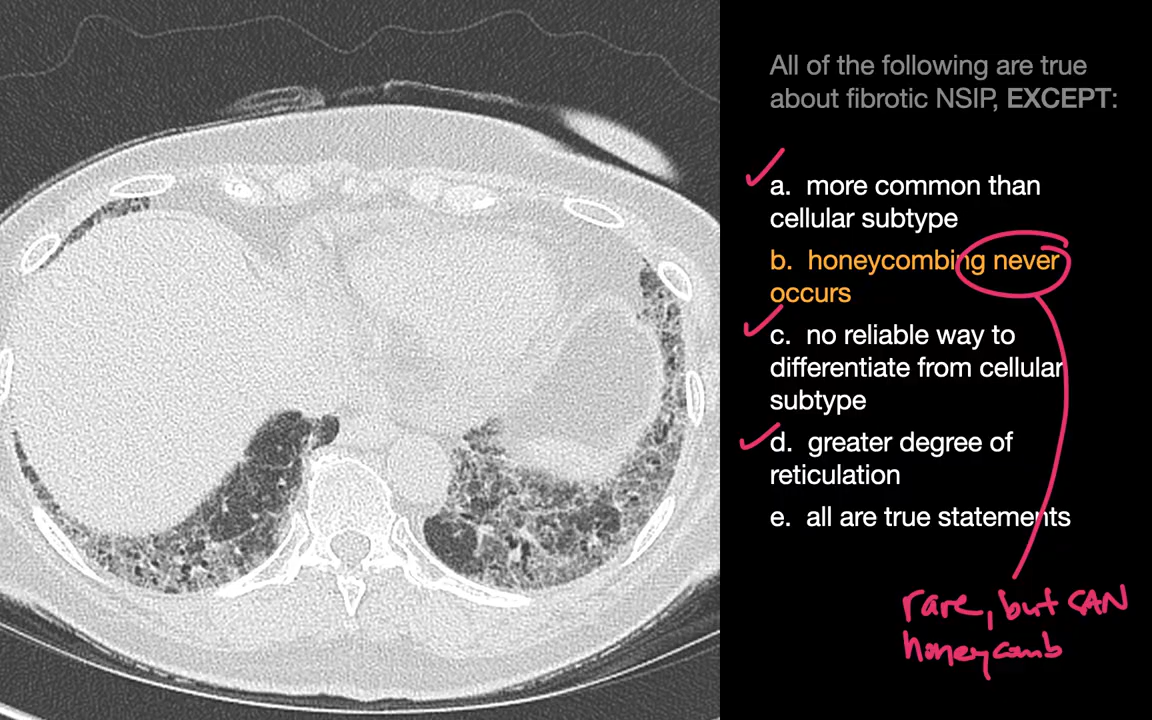 All of the following are true
about fibrotic NSIP, EXCEPT:
a. more common than
cellular subtype
b. honeycombing never
occurs
c. no reliable way to
differentiate from cellular
subtype
d. greater degree of
reticulation
e. all are true statements
rare, but CAN
honeycomb